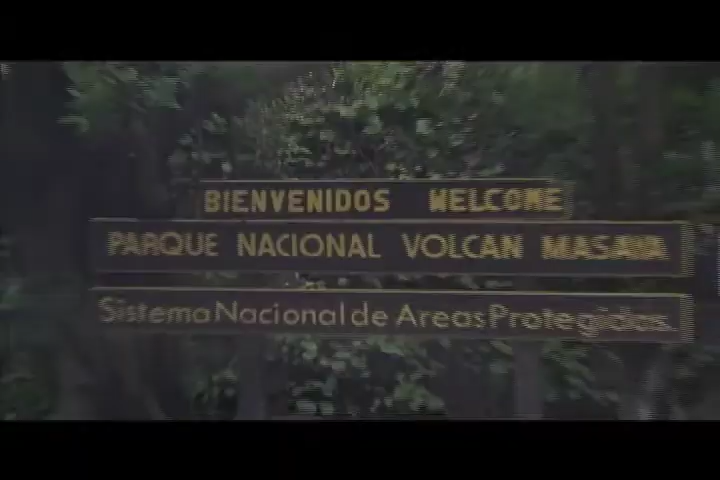 BIENVENIDOS WELCOME
PARQUE NACIONAL VOLCAN MASAYA
Sistema Nacional de Areas Protegidas.